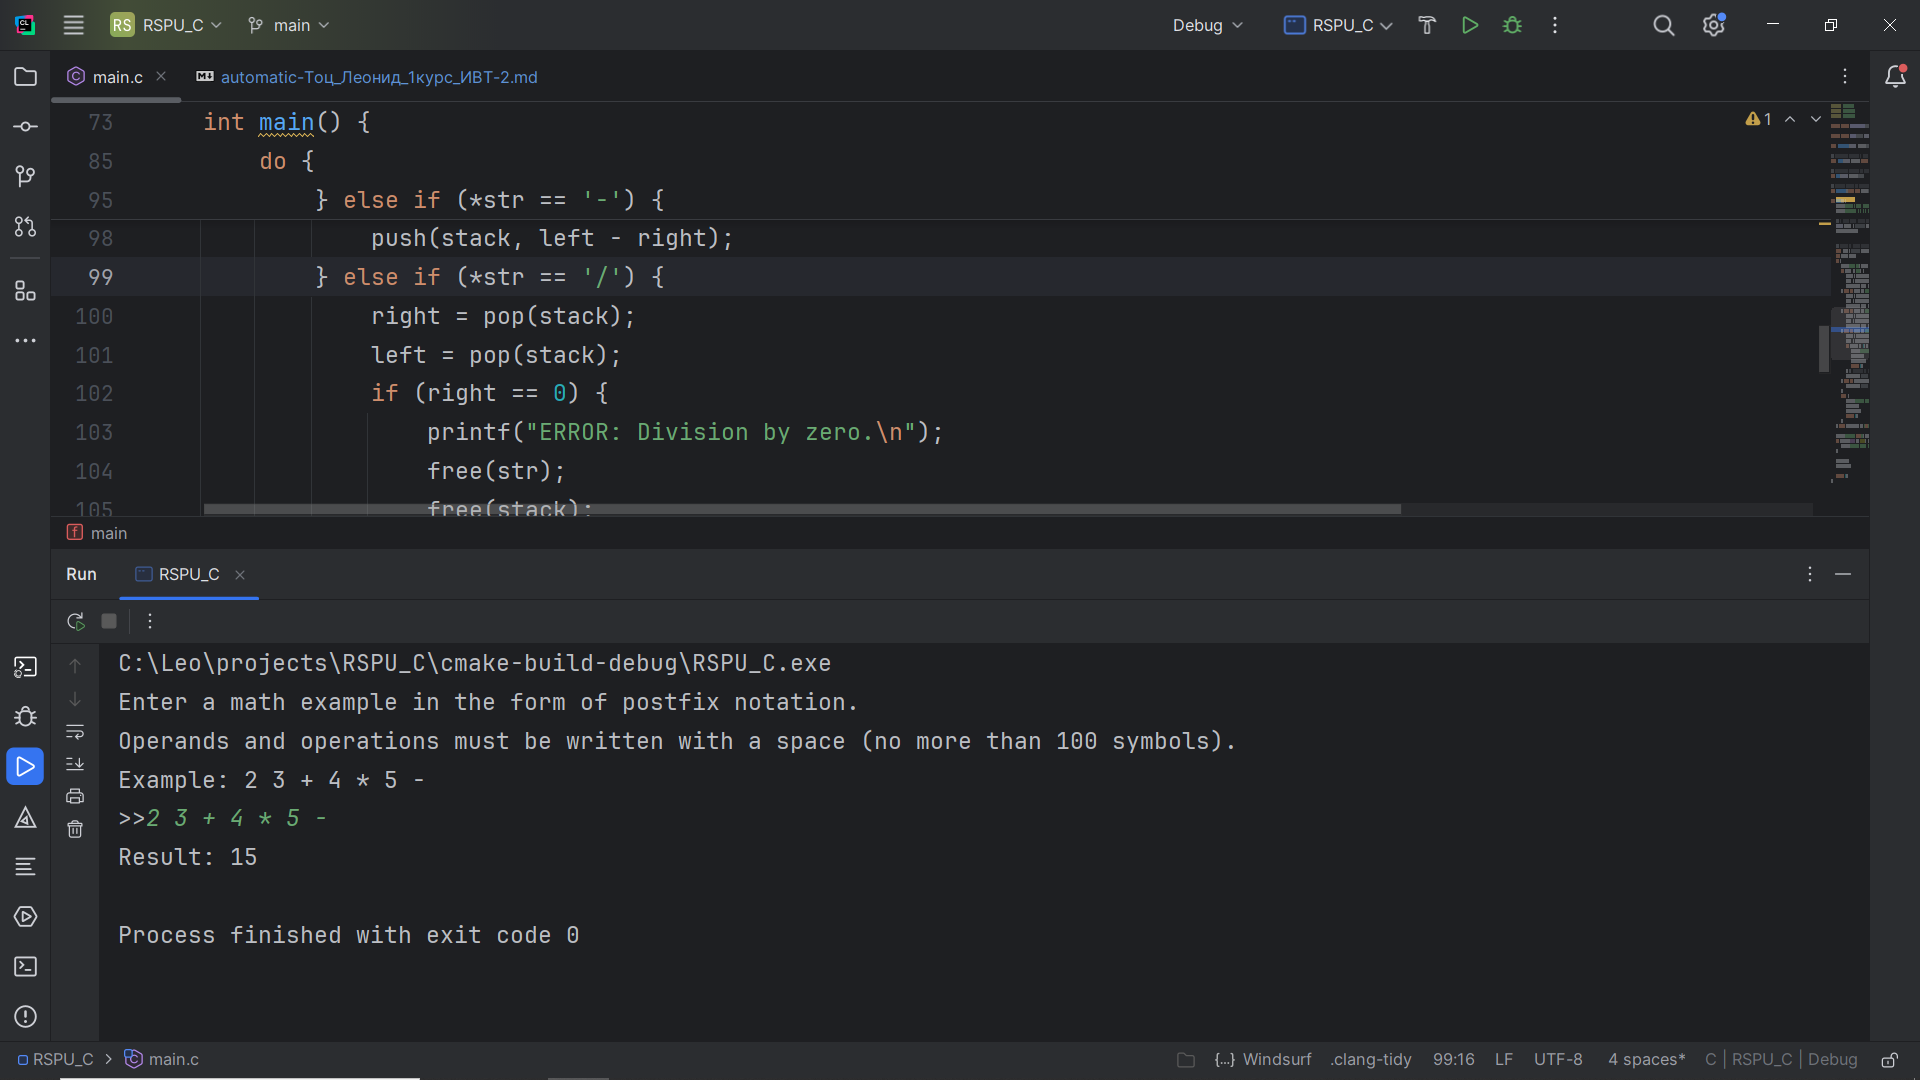 RS RSPU_C main Debug RSPU_C
main.c automatic-Тоц_Леонид_1курс_ИВТ-2.md
73 int main() { 1
85 do {
95 } else if (*str == '-') {
98 push(stack, left - right);
99 } else if (*str == '/') {
100 right = pop(stack);
101 left = pop(stack);
102 if (right == 0) {
103 printf("ERROR: Division by zero.\n");
104 free(str);
105 free(stack);
main
Run RSPU_C
C:\Leo\projects\RSPU_C\cmake-build-debug\RSPU_C.exe
Enter a math example in the form of postfix notation.
Operands and operations must be written with a space (no more than 100 symbols).
Example: 2 3 + 4 * 5 -
>>2 3 + 4 * 5 -
Result: 15
Process finished with exit code 0
RSPU_C > main.c {...} Windsurf .clang-tidy 99:16 LF UTF-8 4 spaces* C | RSPU_C | Debug